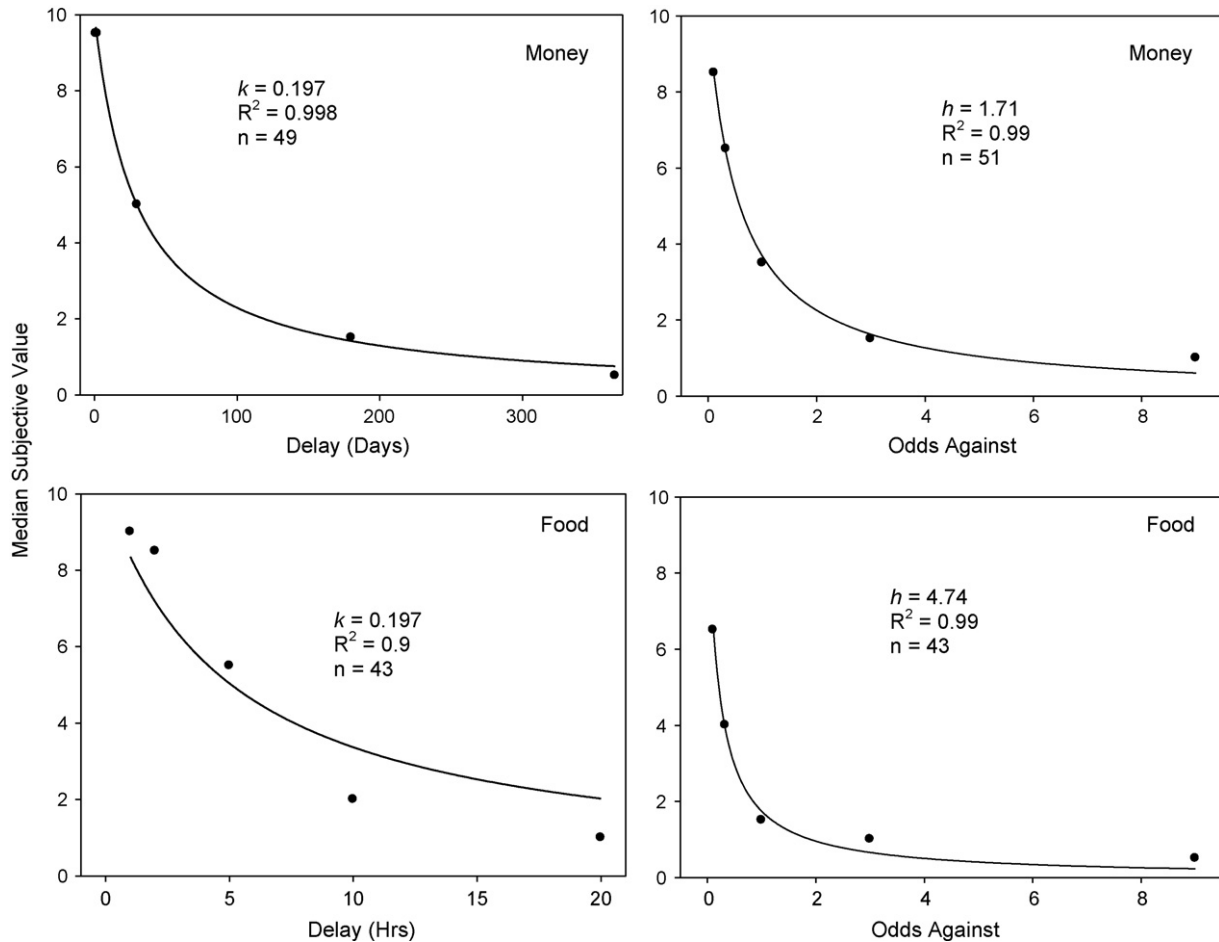 Median Subjective Value
10
8
6
4
2
0
Money
k = 0.197
R² = 0.998
n = 49
0 100 200 300
Delay (Days)
10
8
6
4
2
0
Money
h = 1.71
R² = 0.99
n = 51
0 2 4 6 8
Odds Against
10
8
6
4
2
0
Food
k = 0.197
R² = 0.9
n = 43
0 5 10 15 20
Delay (Hrs)
10
8
6
4
2
0
Food
h = 4.74
R² = 0.99
n = 43
0 2 4 6 8
Odds Against